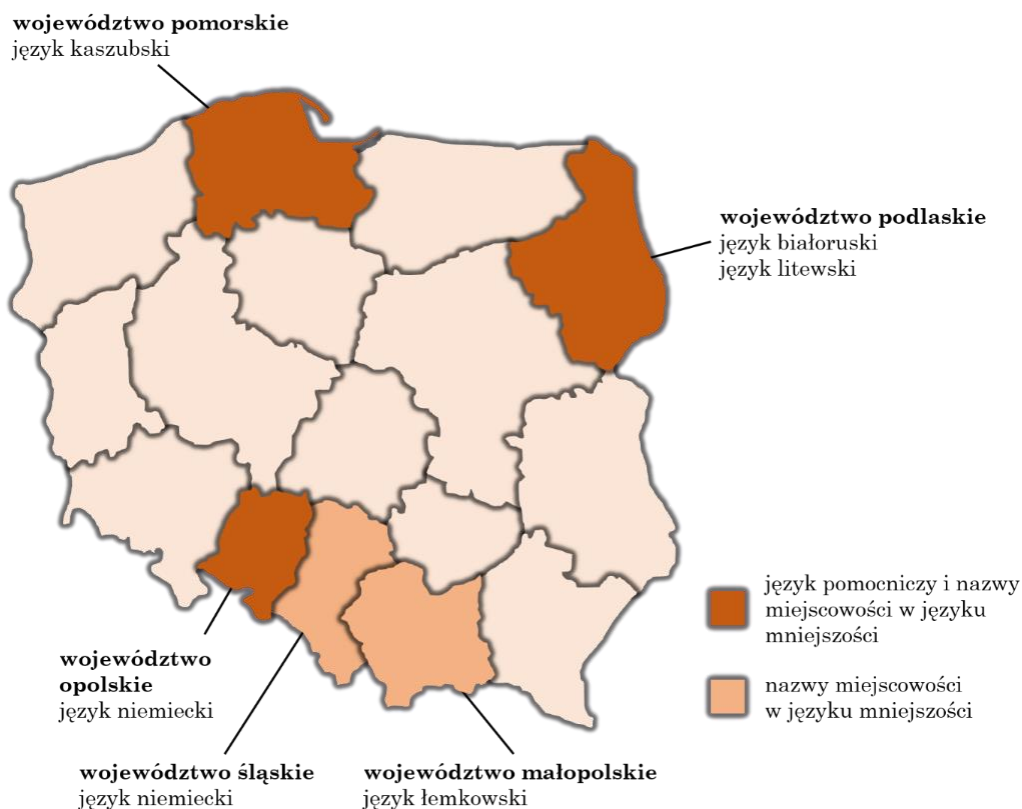 województwo pomorskie
język kaszubski
województwo podlaskie
język białoruski
język litewski
język pomocniczy i nazwy
miejscowości w języku
mniejszości
województwo
opolskie
język niemiecki
nazwy miejscowości
w języku mniejszości
województwo śląskie
język niemiecki
województwo małopolskie
język łemkowski